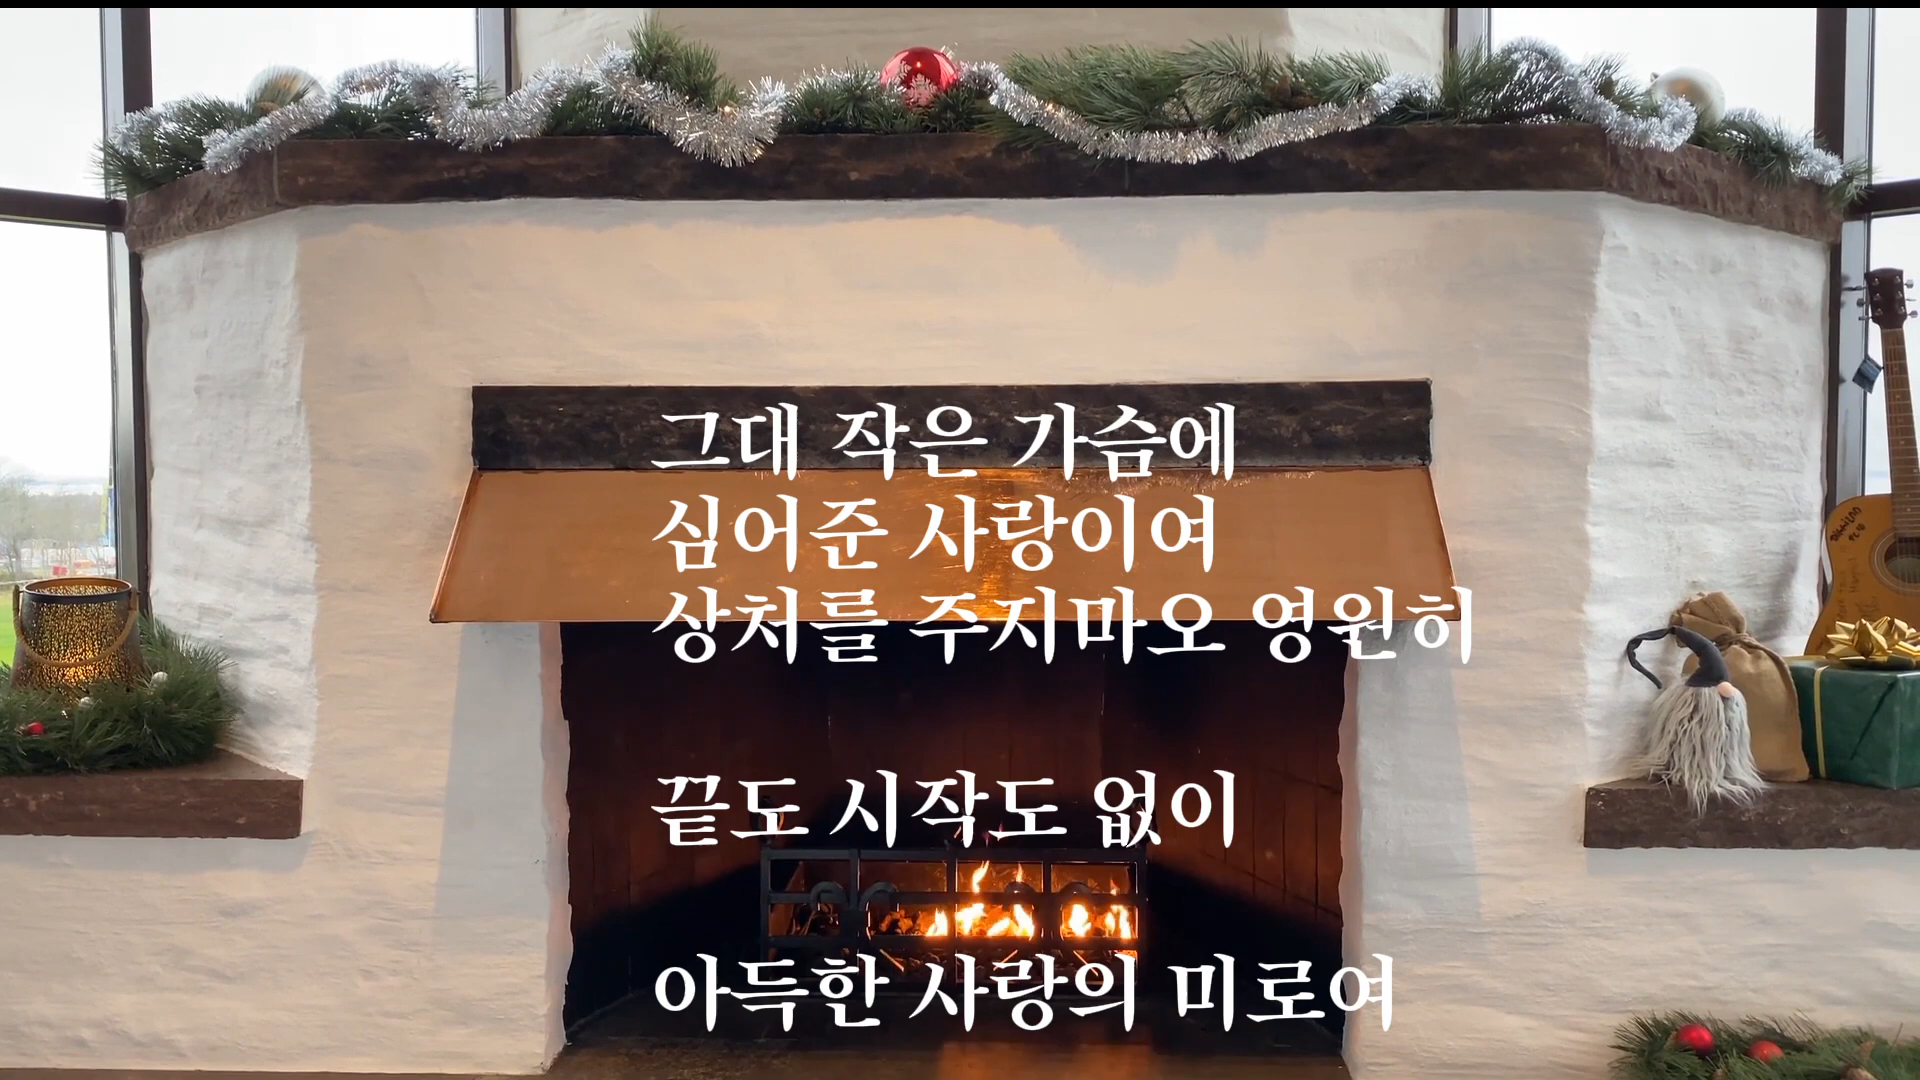 그대 작은 가슴에
심어준 사랑이여
상처를 주지마오 영원히
끝도 시작도 없이
아득한 사랑의 미로여